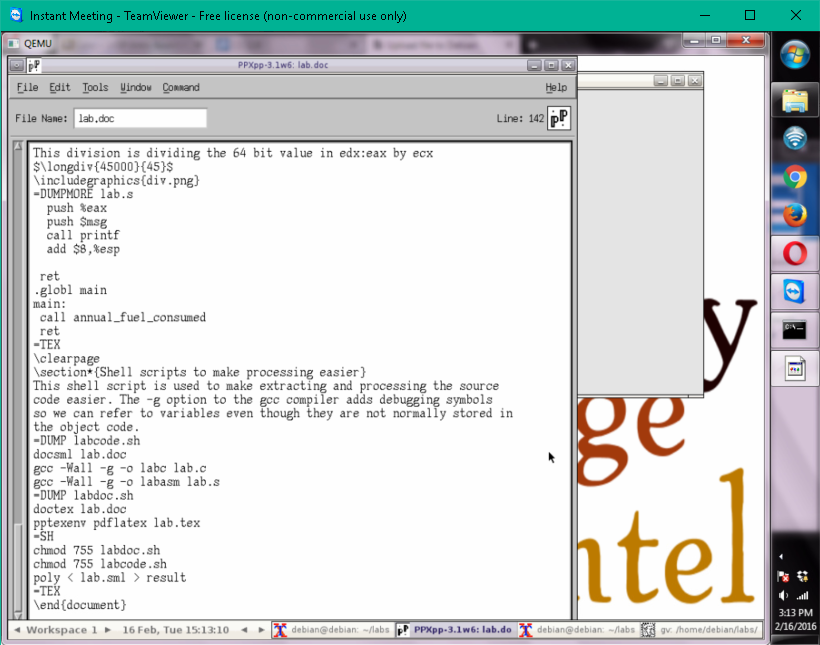 Instant Meeting - TeamViewer - Free license (non-commercial use only)
QEMU
PPXpp-3.1w6: lab.doc
File Edit Tools Window Command Help
File Name: lab.doc Line: 142
This division is dividing the 64 bit value in edx:eax by ecx
$\longdiv{45000}{45}$
\includegraphics{div.png}
=DUMPMORE lab.s
push %eax
push $msg
call printf
add $8,%esp
ret
.globl main
main:
call annual_fuel_consumed
ret
=TEX
\clearpage
\section*{Shell scripts to make processing easier}
This shell script is used to make extracting and processing the source
code easier. The -g option to the gcc compiler adds debugging symbols
so we can refer to variables even though they are not normally stored in
the object code.
=DUMP labcode.sh
docsml lab.doc
gcc -Wall -g -o labc lab.c
gcc -Wall -g -o labasm lab.s
=DUMP labdoc.sh
doctex lab.doc
pptexenv pdflatex lab.tex
=SH
chmod 755 labdoc.sh
chmod 755 labcode.sh
poly < lab.sml > result
=TEX
\end{document}
y
ge
ntel
Workspace 1 16 Feb, Tue 15:13:10 debian@debian: ~/labs PPXpp-3.1w6: lab.do debian@debian: ~/labs gv: /home/debian/labs/
3:13 PM
2/16/2016